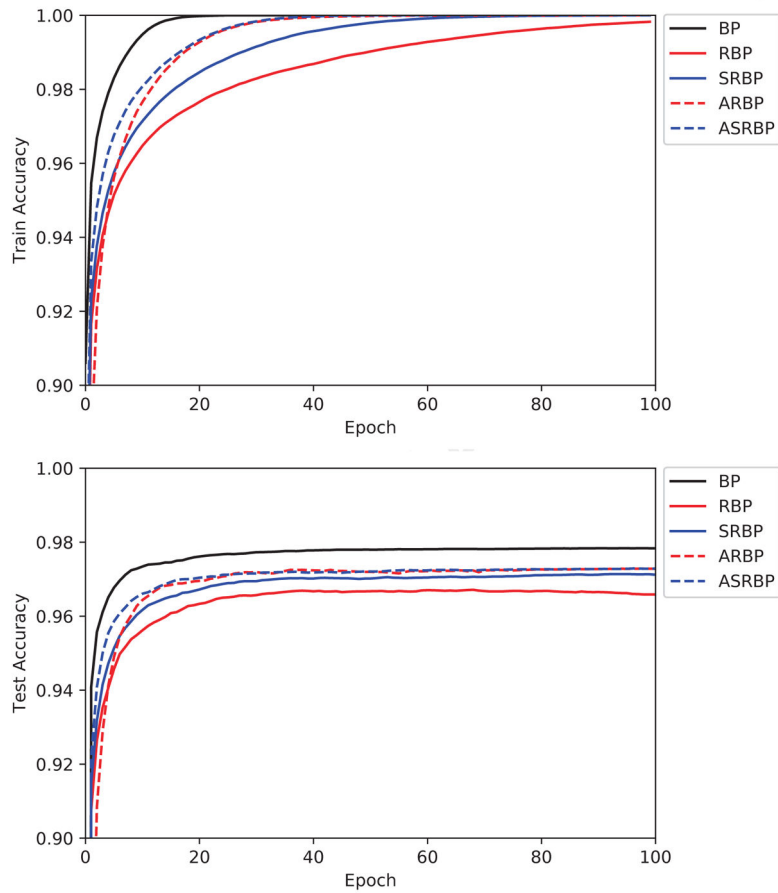 1.00
0.98
0.96
0.94
0.92
0.90
Train Accuracy
0 20 40 60 80 100
Epoch
BP
RBP
SRBP
ARBP
ASRBP
1.00
0.98
0.96
0.94
0.92
0.90
Test Accuracy
0 20 40 60 80 100
Epoch
BP
RBP
SRBP
ARBP
ASRBP